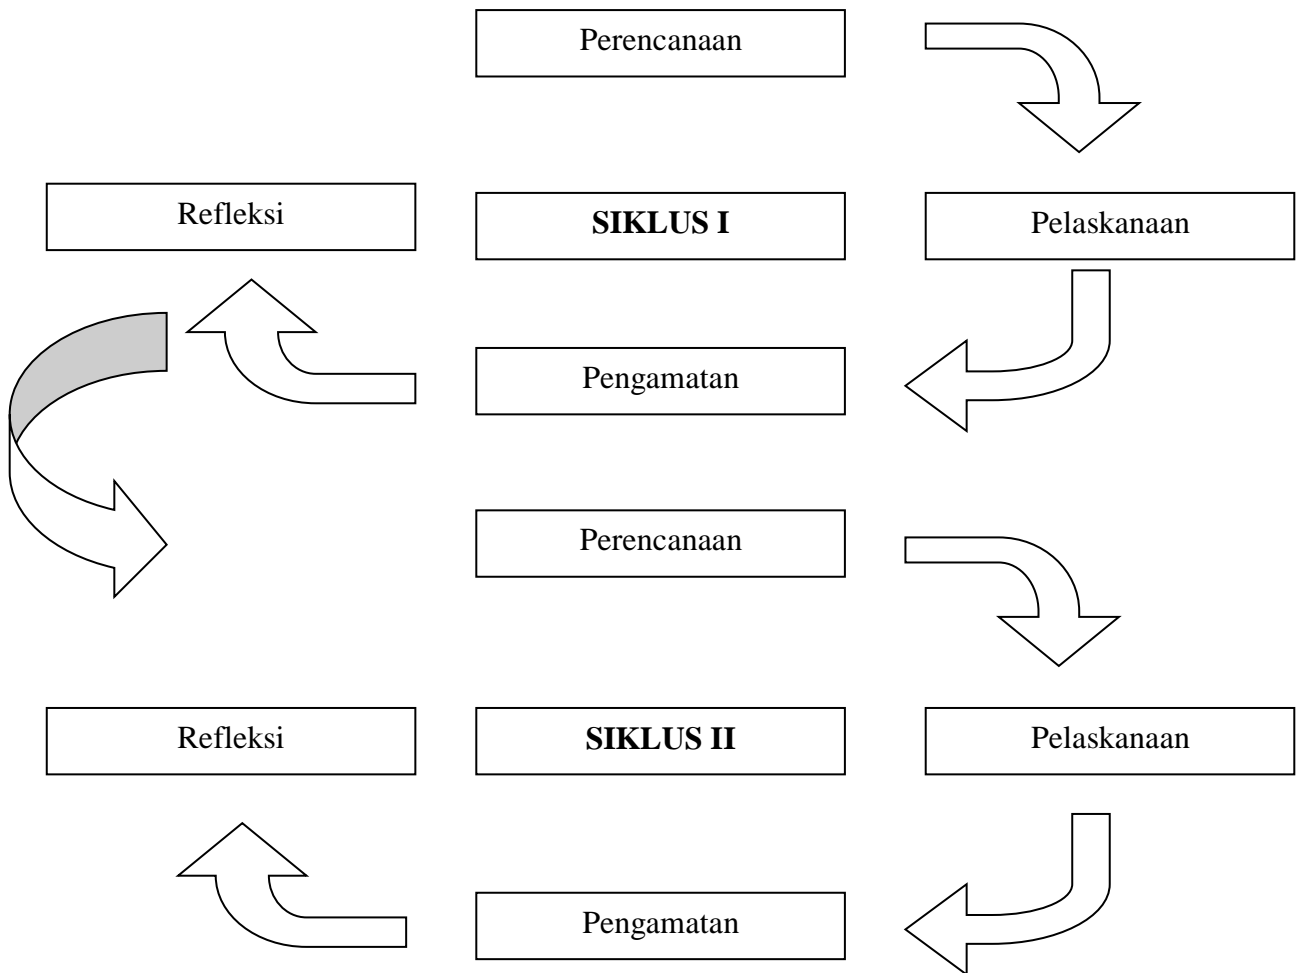 Perencanaan
Refleksi
SIKLUS I
Pelaskanaan
Pengamatan
Perencanaan
Refleksi
SIKLUS II
Pelaskanaan
Pengamatan